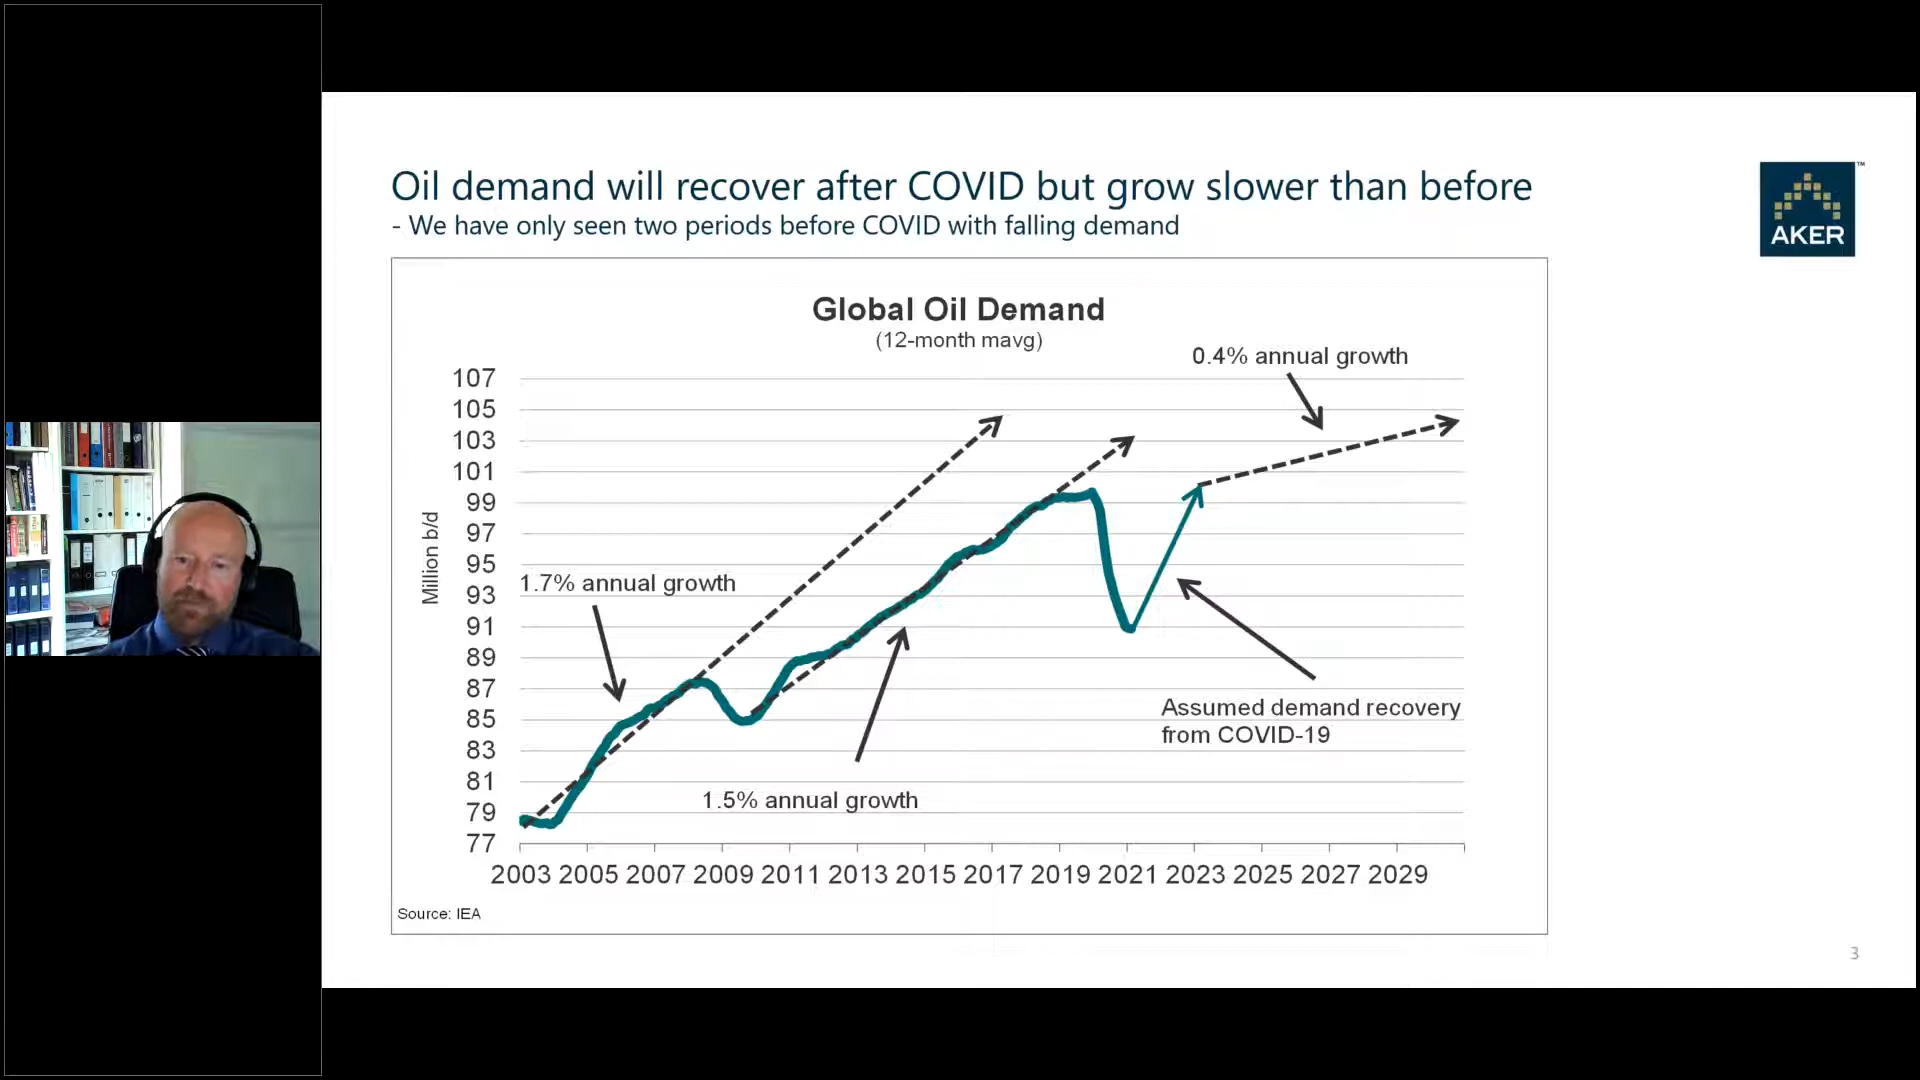 Oil demand will recover after COVID but grow slower than before
- We have only seen two periods before COVID with falling demand
AKER
TM
Global Oil Demand
(12-month mavg)
0.4% annual growth
107
105
103
101
99
97
95
93
91
89
87
85
83
81
79
77
Million b/d
1.7% annual growth
Assumed demand recovery
from COVID-19
1.5% annual growth
2003 2005 2007 2009 2011 2013 2015 2017 2019 2021 2023 2025 2027 2029
Source: IEA
3